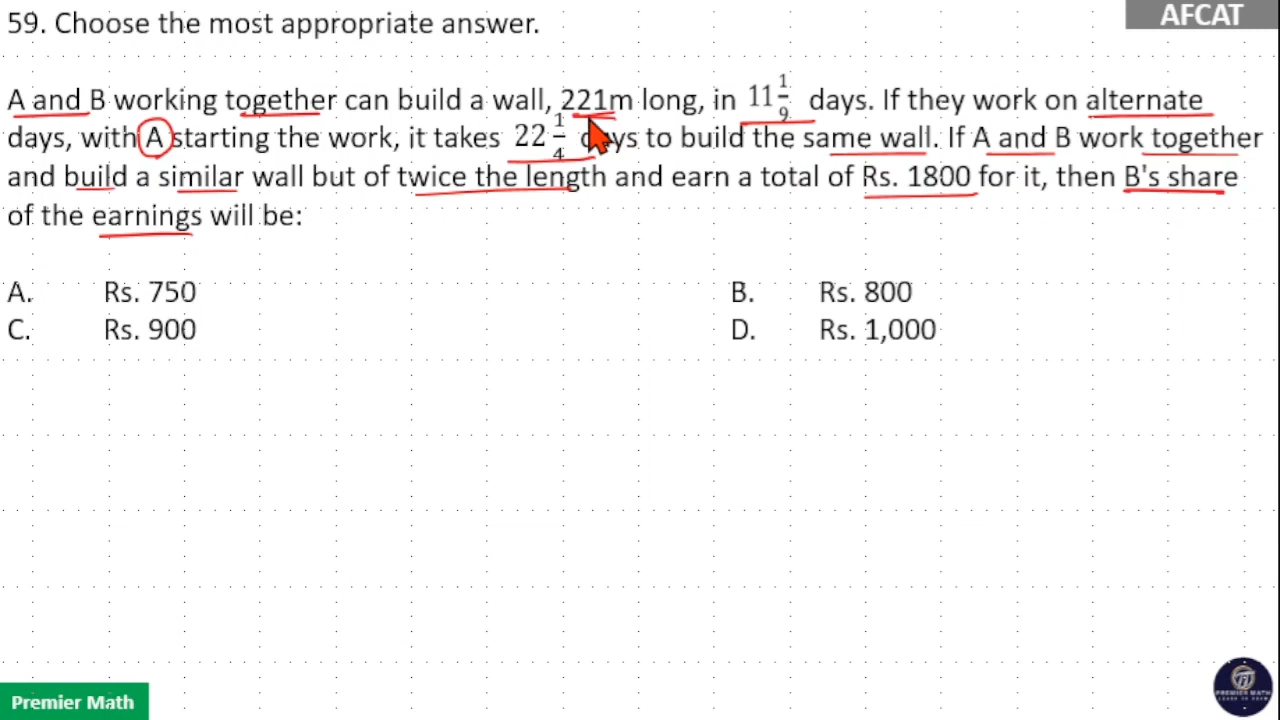 AFCAT
59. Choose the most appropriate answer.
A and B working together can build a wall, 221m long, in 11 1/9 days. If they work on alternate
days, with A starting the work, it takes 22 1/4 days to build the same wall. If A and B work together
and build a similar wall but of twice the length and earn a total of Rs. 1800 for it, then B's share
of the earnings will be:
A. Rs. 750 B. Rs. 800
C. Rs. 900 D. Rs. 1,000
Premier Math
PREMIER MATH